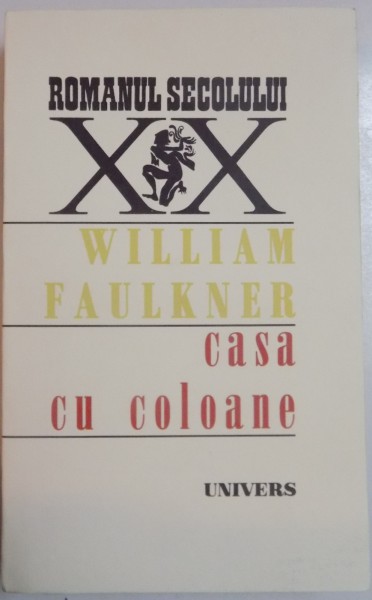 ROMANUL SECOLULUI
XX
WILLIAM
FAULKNER
casa
cu coloane
UNIVERS